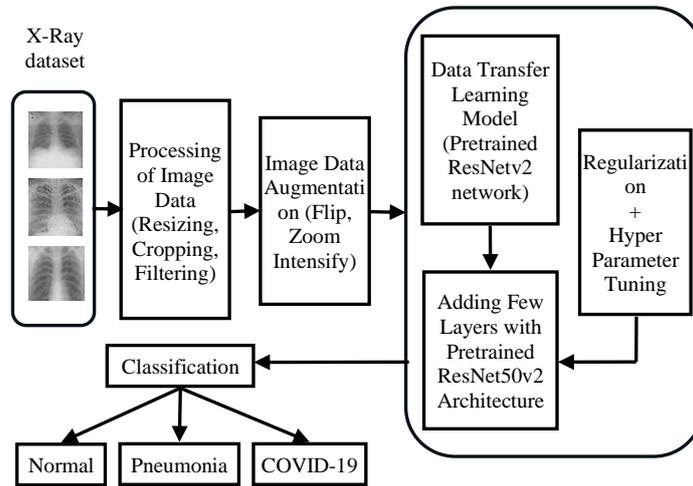 X-Ray
dataset
Processing
of Image
Data
(Resizing,
Cropping,
Filtering)
Image Data
Augmentati
on (Flip,
Zoom
Intensify)
Data Transfer
Learning
Model
(Pretrained
ResNetv2
network)
Regularizati
on
+
Hyper
Parameter
Tuning
Adding Few
Layers with
Pretrained
ResNet50v2
Architecture
Classification
Normal
Pneumonia
COVID-19